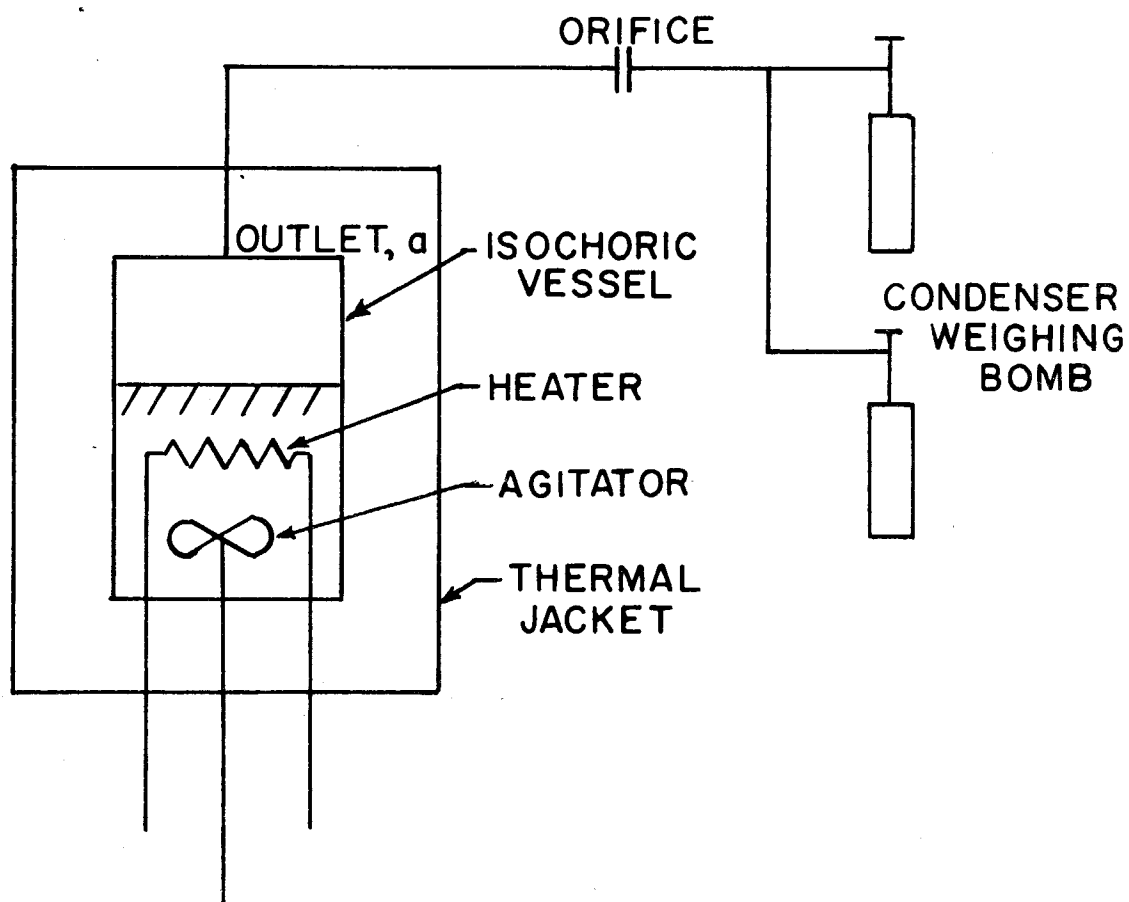 ORIFICE
OUTLET, a
ISOCHORIC
VESSEL
CONDENSER
WEIGHING
BOMB
HEATER
AGITATOR
THERMAL
JACKET